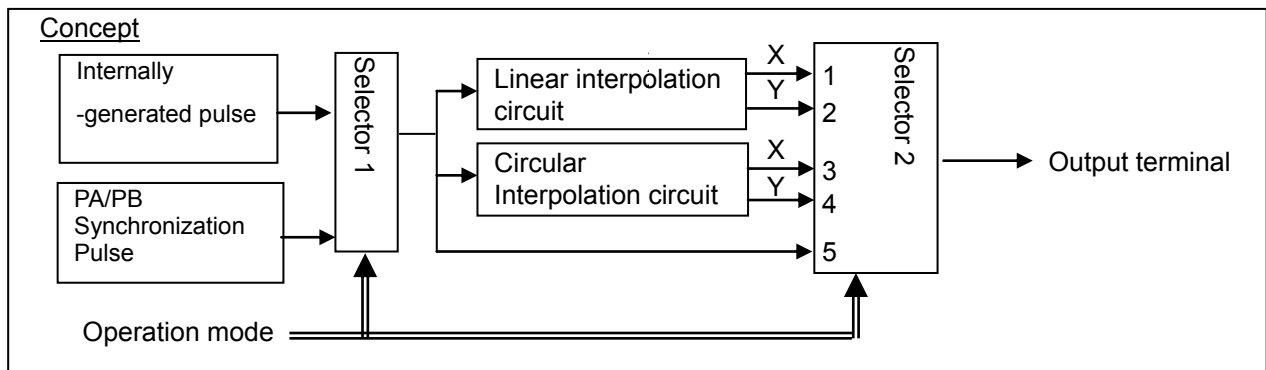 Concept
Internally
-generated pulse
PA/PB
Synchronization
Pulse
Selector 1
Linear interpolation
circuit
Circular
Interpolation circuit
X
Y
X
Y
1
2
3
4
5
Selector 2
Output terminal
Operation mode